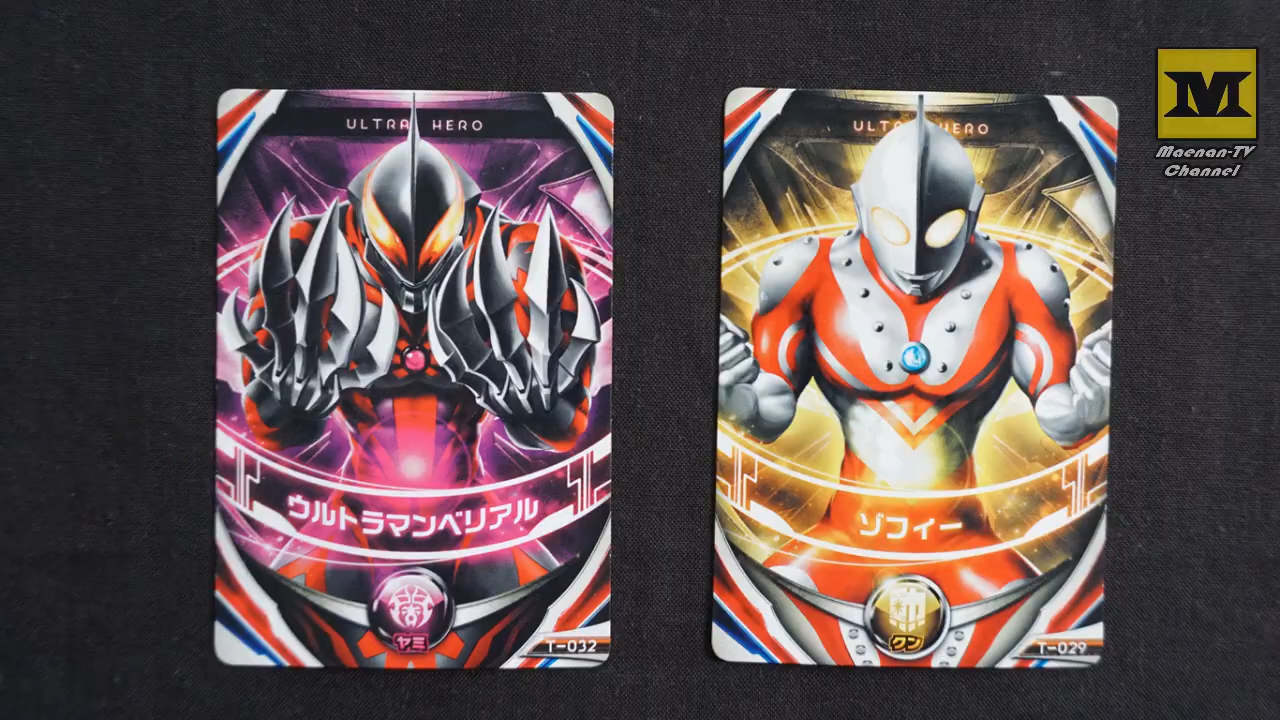 ULTRA HERO
ウルトラマンベリアル
ヤミ
T-032
ULTRA HERO
ゾフィー
クン
T-029
M
Maenan-TV
Channel